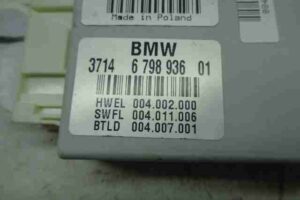 Made in Poland
BMW
3714 6 798 936 01
HWEL 004.002.000
SWFL 004.011.006
BTLD 004.007.001